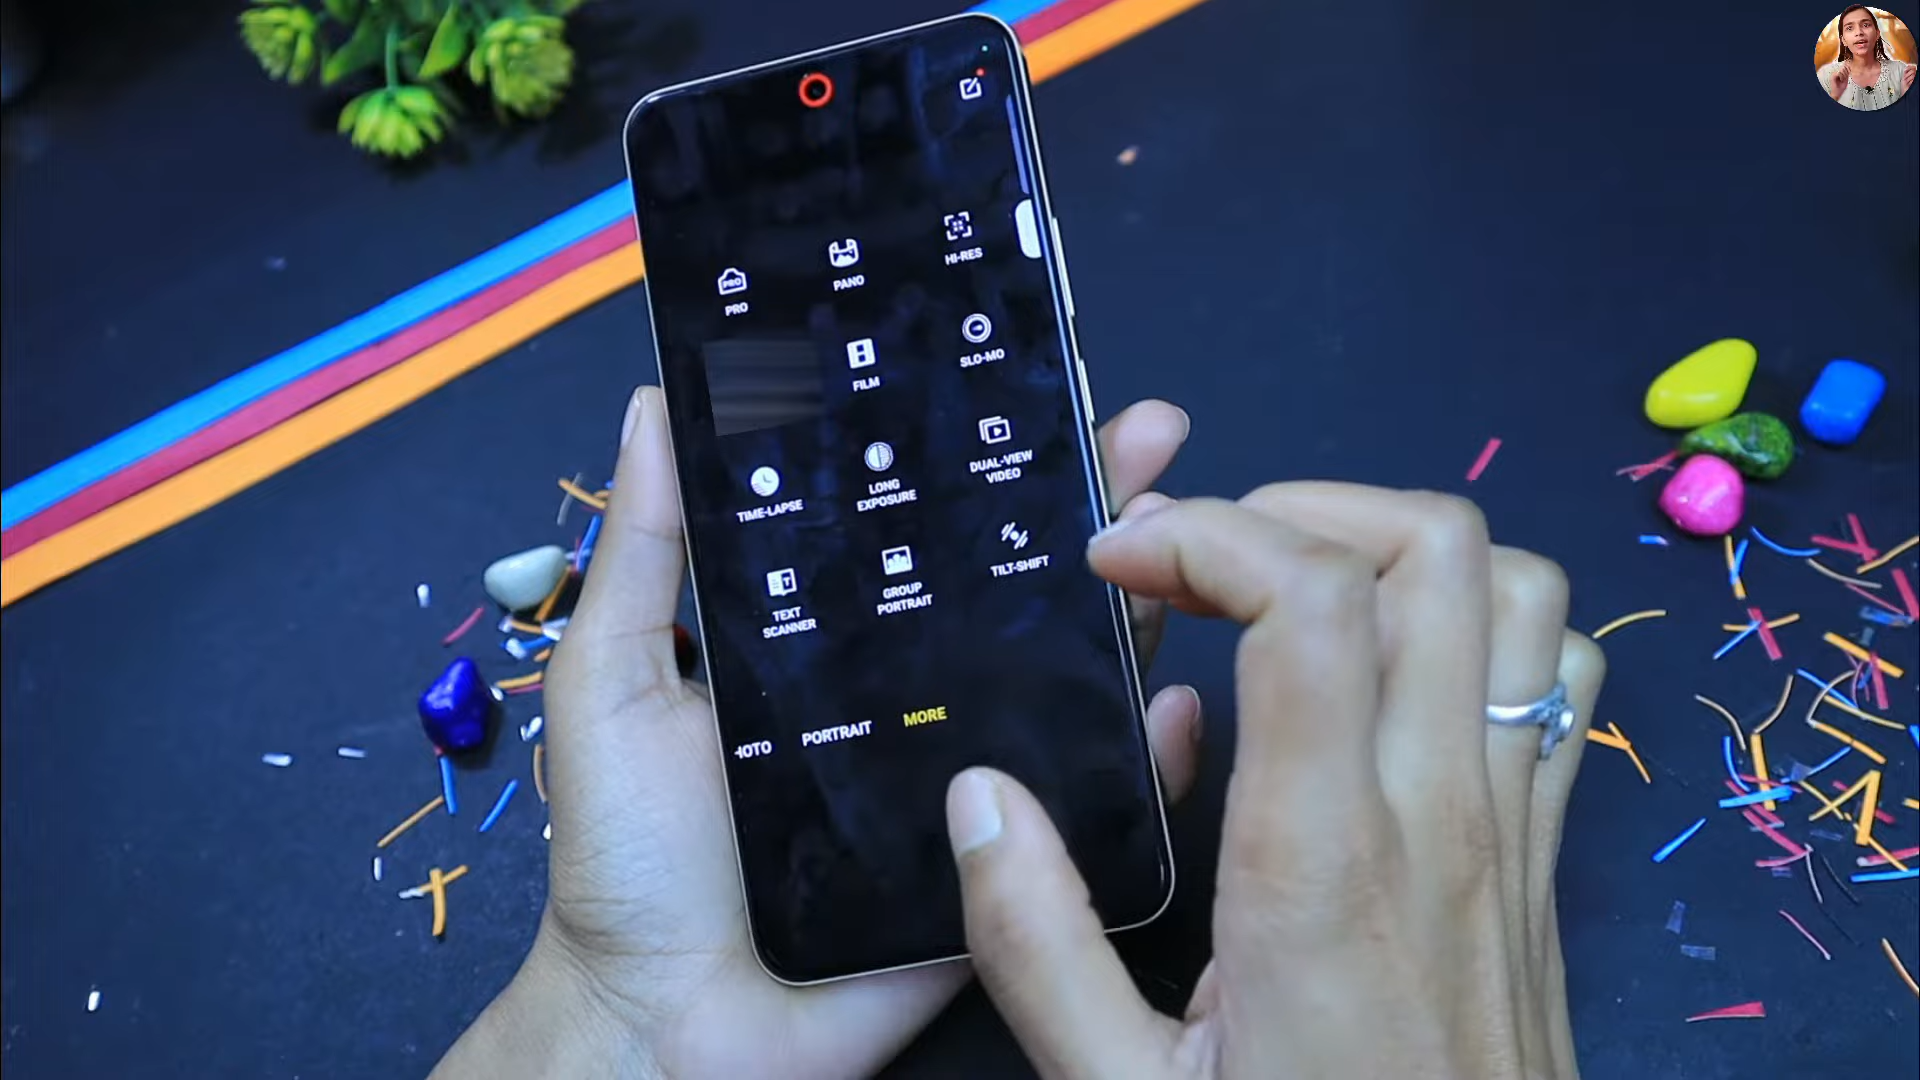 PRO
PANO
HI-RES
FILM
SLO-MO
TIME-LAPSE
LONG
EXPOSURE
DUAL-VIEW
VIDEO
TEXT
SCANNER
GROUP
PORTRAIT
TILT-SHIFT
HOTO
PORTRAIT
MORE